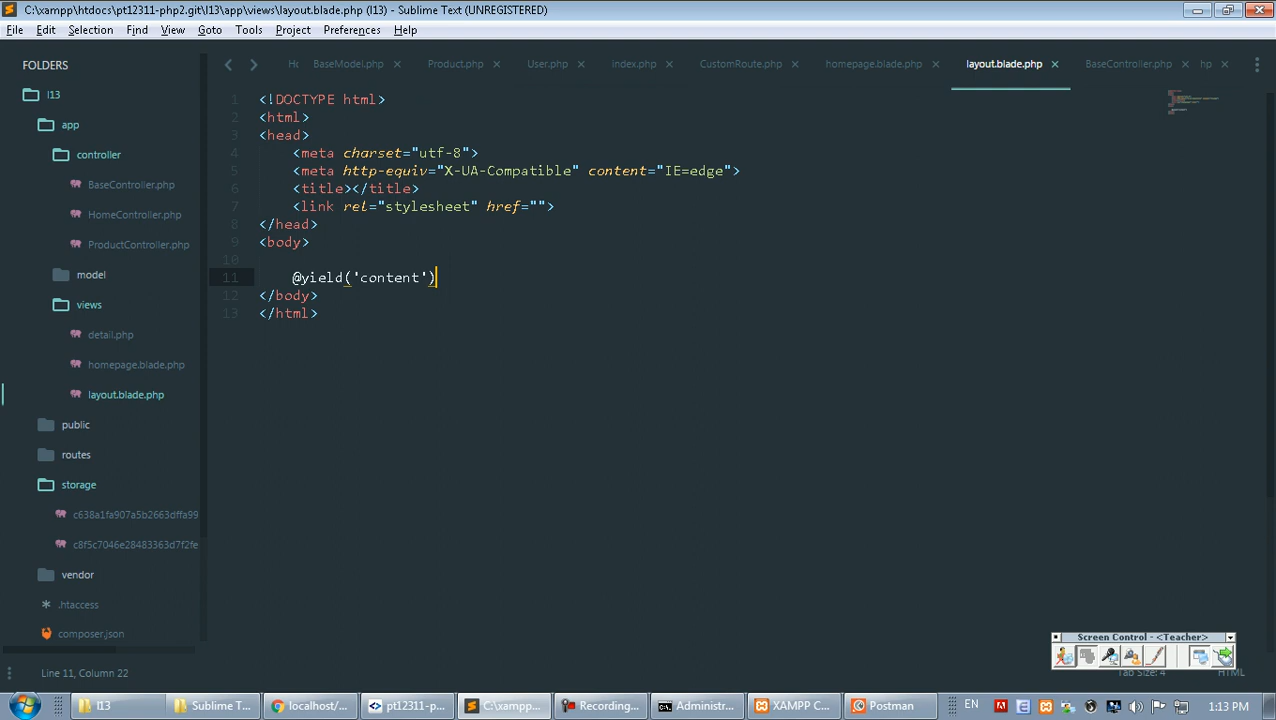 C:\xampp\htdocs\pt12311-php2.git\l13\app\views\layout.blade.php (l13) - Sublime Text (UNREGISTERED)
File Edit Selection Find View Goto Tools Project Preferences Help
FOLDERS
l13
app
controller
BaseController.php
HomeController.php
ProductController.php
model
views
detail.php
homepage.blade.php
layout.blade.php
public
routes
storage
c638a1fa907a5b2663dffa99
c8f5c7046e28483363d7f2fe
vendor
.htaccess
composer.json
BaseModel.php Product.php User.php index.php CustomRoute.php homepage.blade.php layout.blade.php BaseController.php hp
1 <!DOCTYPE html>
2 <html>
3 <head>
4 <meta charset="utf-8">
5 <meta http-equiv="X-UA-Compatible" content="IE=edge">
6 <title></title>
7 <link rel="stylesheet" href="">
8 </head>
9 <body>
10
11 @yield('content')
12 </body>
13 </html>
Screen Control - <Teacher>
Line 11, Column 22 Tab Size: 4 HTML
l13 Sublime T... localhost/... pt12311-p... C:\xampp... Recording... Administr... XAMPP C... Postman EN 1:13 PM